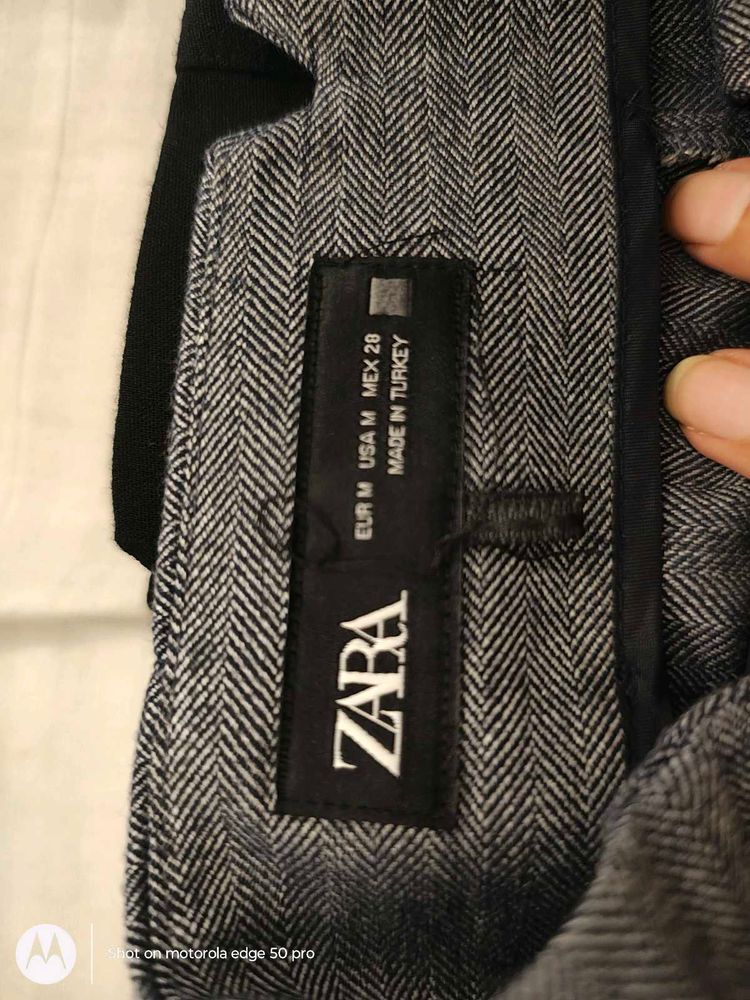 ZARA
EUR M USA M MEX 28
MADE IN TURKEY
Shot on motorola edge 50 pro